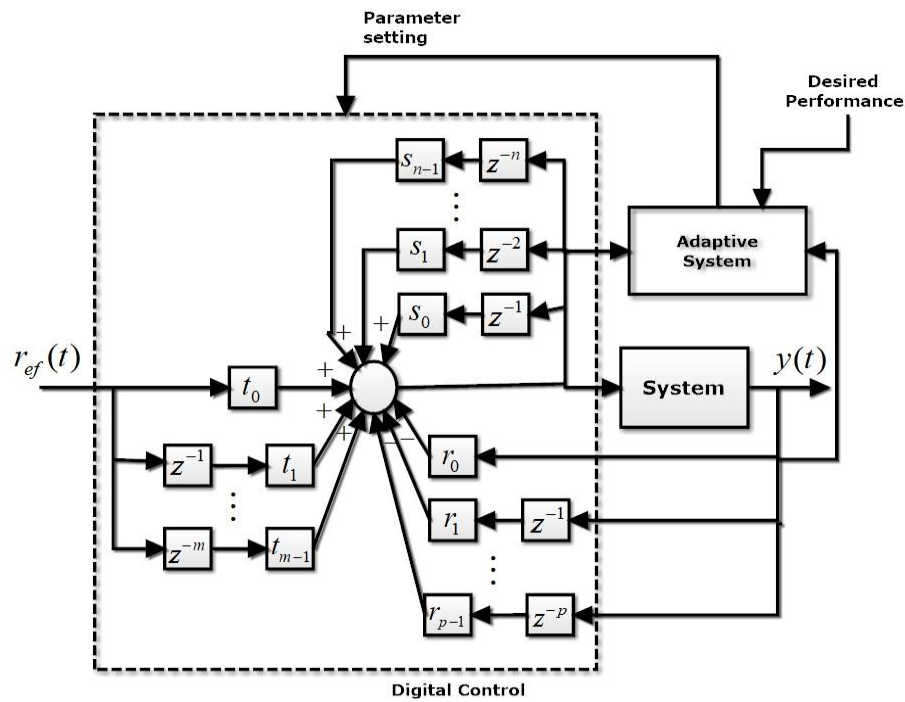 Parameter
setting
Desired
Performance
s_{n-1} z^{-n}
⋮
s_1 z^{-2}
Adaptive
System
s_0 z^{-1}
+ +
r_{ef}(t) + y(t)
t_0 System
+
+ − −
z^{-1} t_1 r_0
⋮
r_1 z^{-1}
z^{-m} t_{m-1}
⋮
r_{p-1} z^{-p}
Digital Control